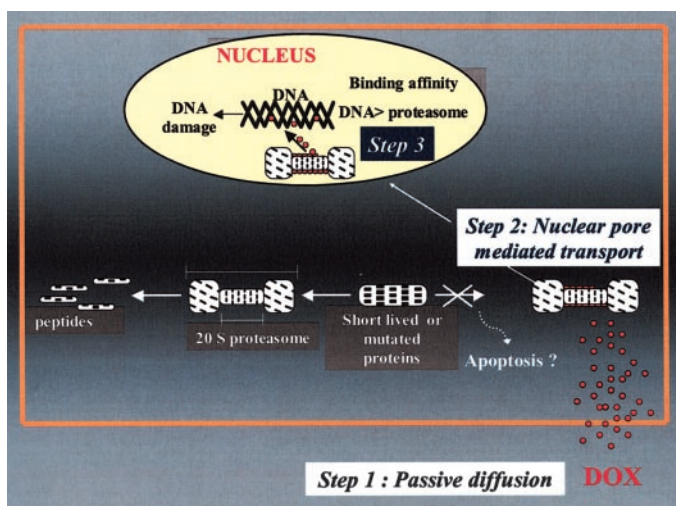 NUCLEUS
DNA
Binding affinity
DNA> proteasome
DNA
damage
Step 3
Step 2: Nuclear pore
mediated transport
peptides
20 S proteasome
Short lived or
mutated
proteins
Apoptosis ?
Step 1 : Passive diffusion
DOX